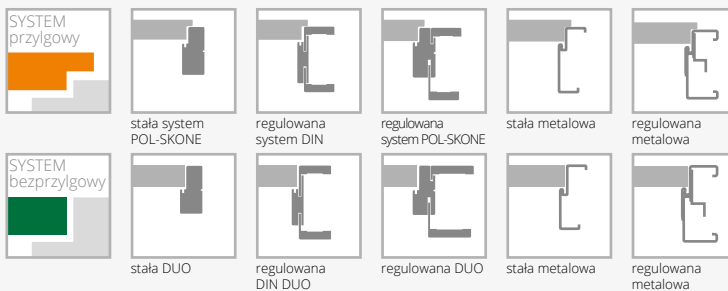 SYSTEM
przylgowy
stała system
POL-SKONE
regulowana
system DIN
regulowana
system POL-SKONE
stała metalowa
regulowana
metalowa
SYSTEM
bezprzylgowy
stała DUO
regulowana
DIN DUO
regulowana DUO
stała metalowa
regulowana
metalowa